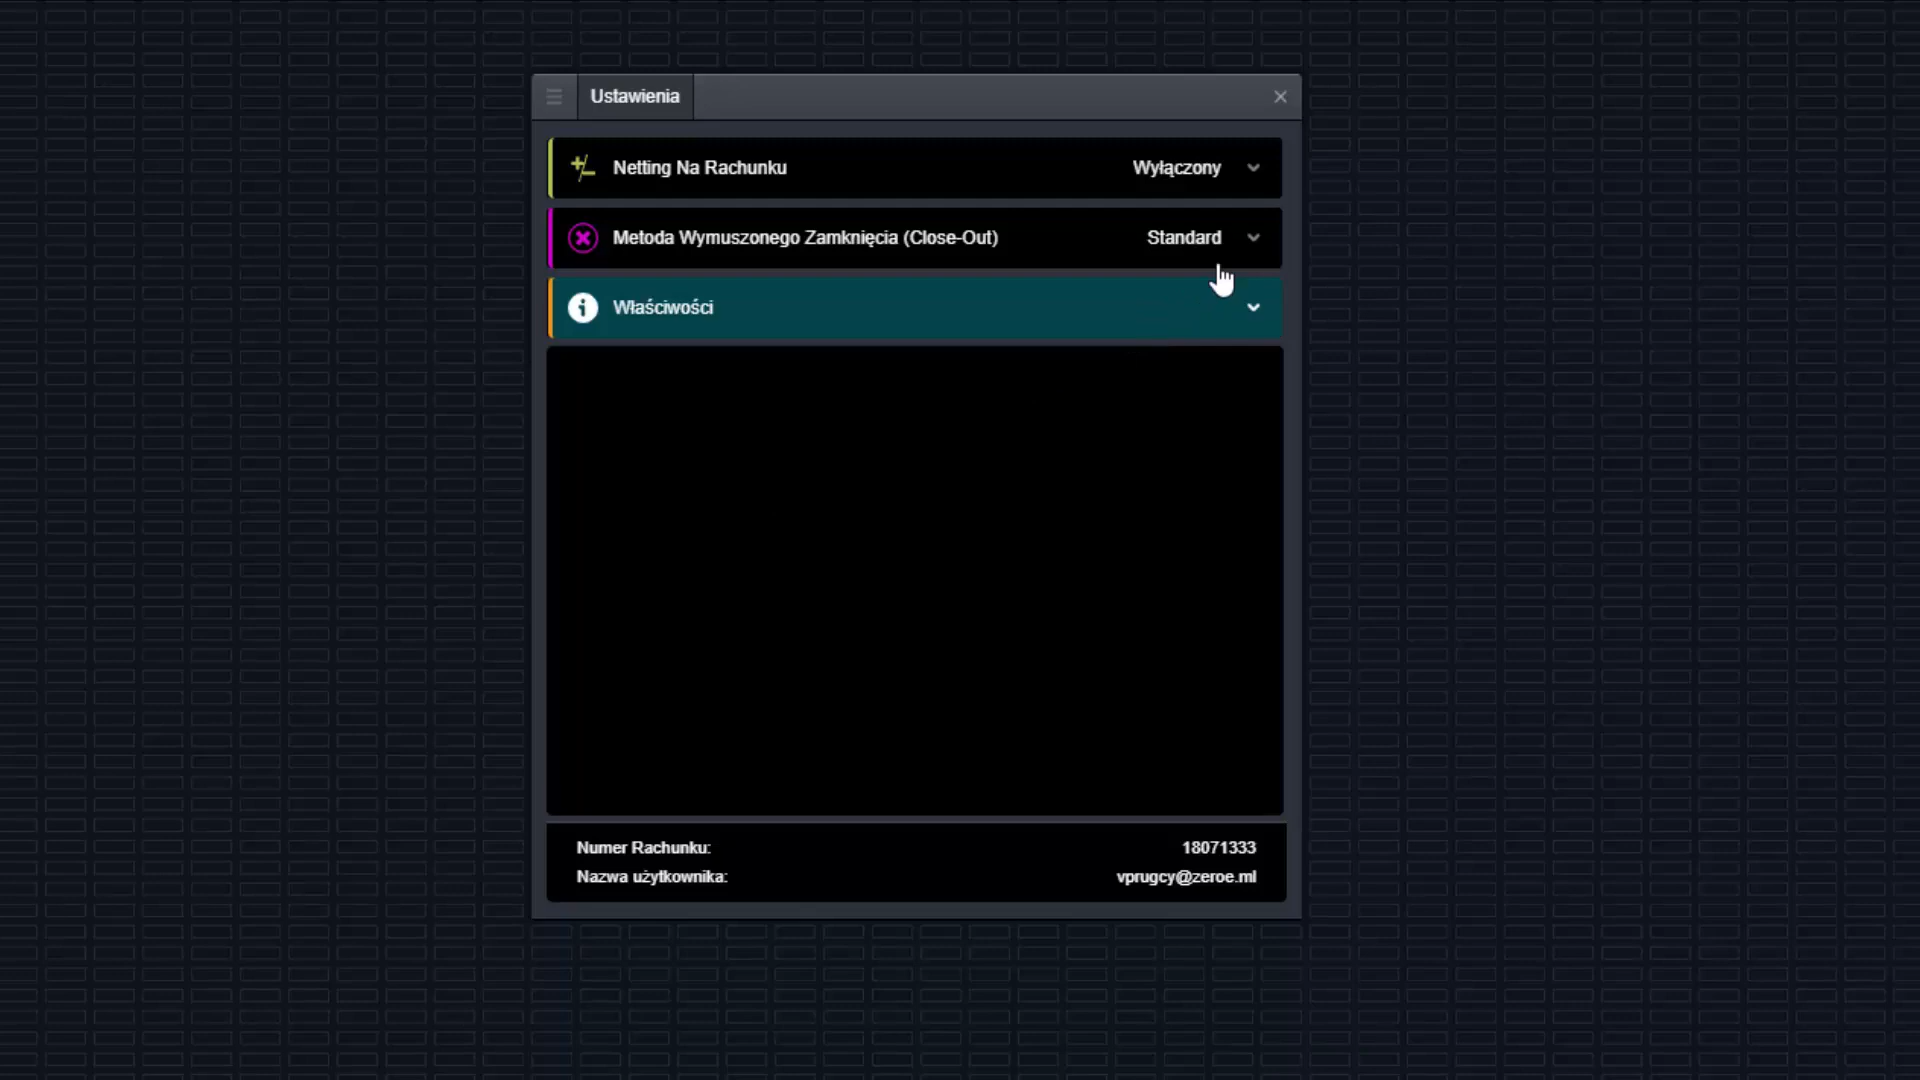 Ustawienia
Netting Na Rachunku Wyłączony
Metoda Wymuszonego Zamknięcia (Close-Out) Standard
Właściwości
Numer Rachunku: 18071333
Nazwa użytkownika: vprugcy@zeroe.ml